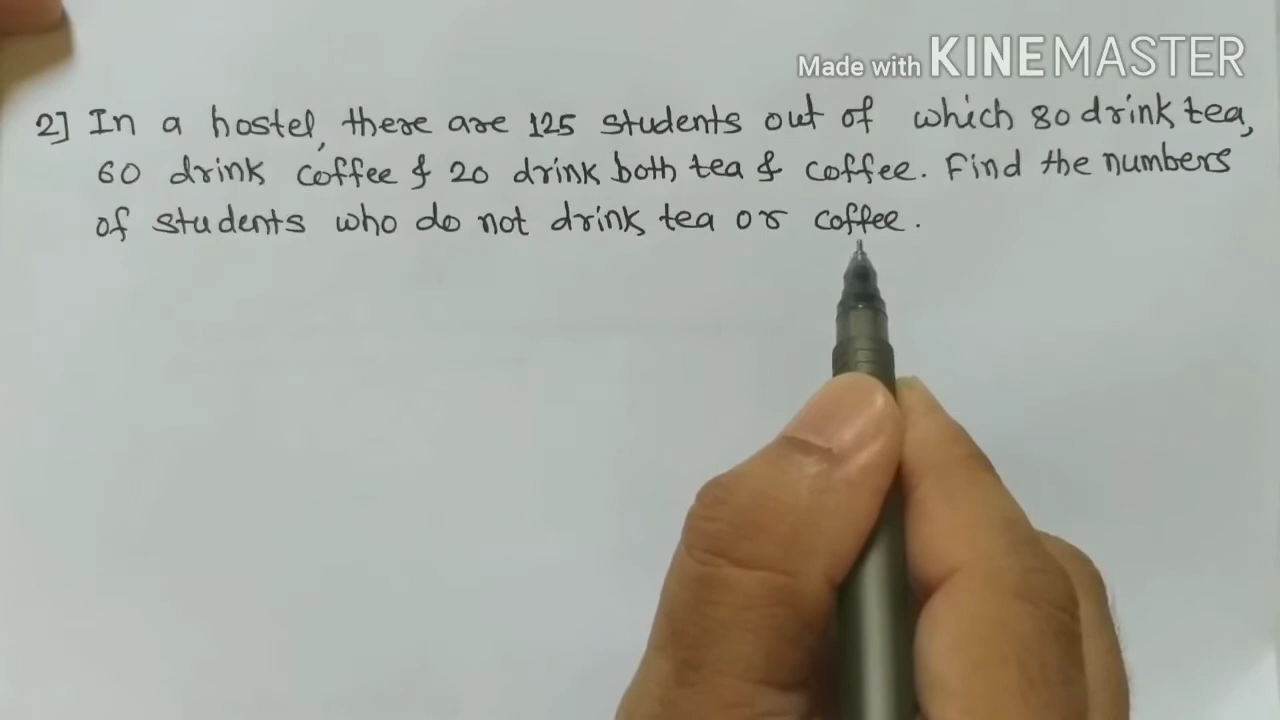 Made with KINEMASTER
2] In a hostel, there are 125 students out of which 80 drink tea,
60 drink coffee & 20 drink both tea & coffee. Find the numbers
of students who do not drink tea or coffee.